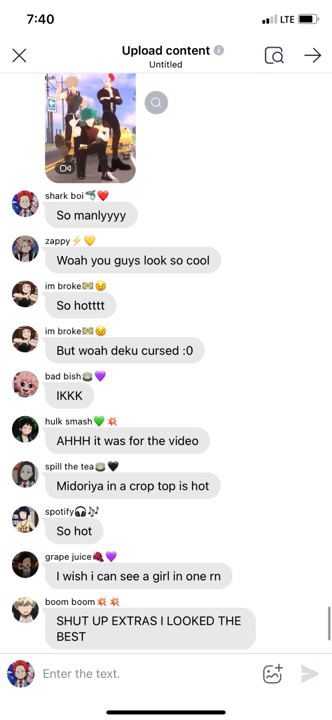 7:40
LTE
Upload content
Untitled
shark boi🦈❤️
So manlyyyy
zappy⚡💛
Woah you guys look so cool
im broke💵😉
So hotttt
im broke💵😉
But woah deku cursed :0
bad bish👽💜
IKKK
hulk smash💚💥
AHHH it was for the video
spill the tea🍵🖤
Midoriya in a crop top is hot
spotify🎧🎶
So hot
grape juice🍇💜
I wish i can see a girl in one rn
boom boom💥💥
SHUT UP EXTRAS I LOOKED THE
BEST
Enter the text.